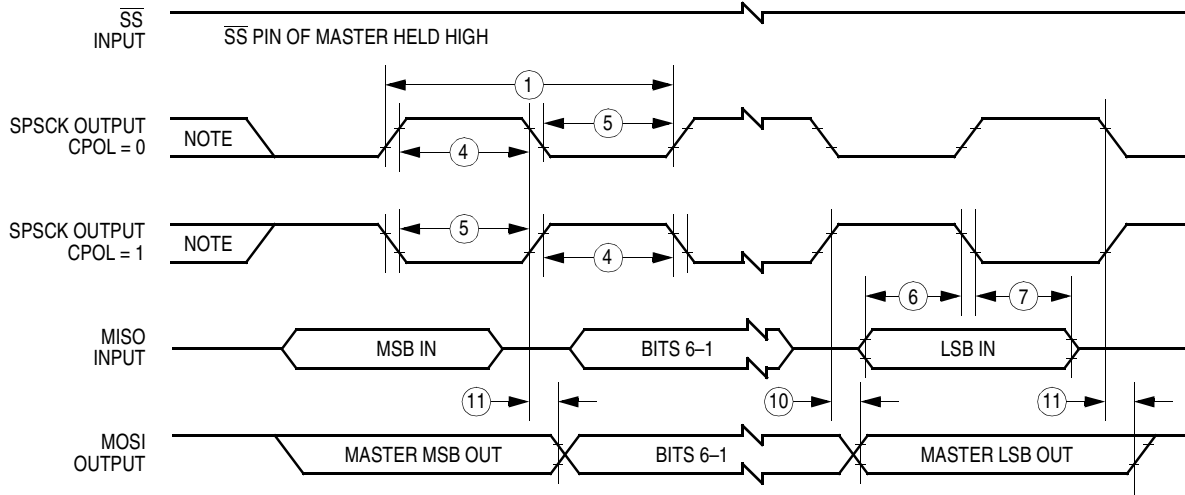 SS
INPUT
SS PIN OF MASTER HELD HIGH
1
SPSCK OUTPUT
CPOL = 0
NOTE
5
4
SPSCK OUTPUT
CPOL = 1
NOTE
5
4
6
7
MISO
INPUT
MSB IN
BITS 6–1
LSB IN
11
10
11
MOSI
OUTPUT
MASTER MSB OUT
BITS 6–1
MASTER LSB OUT